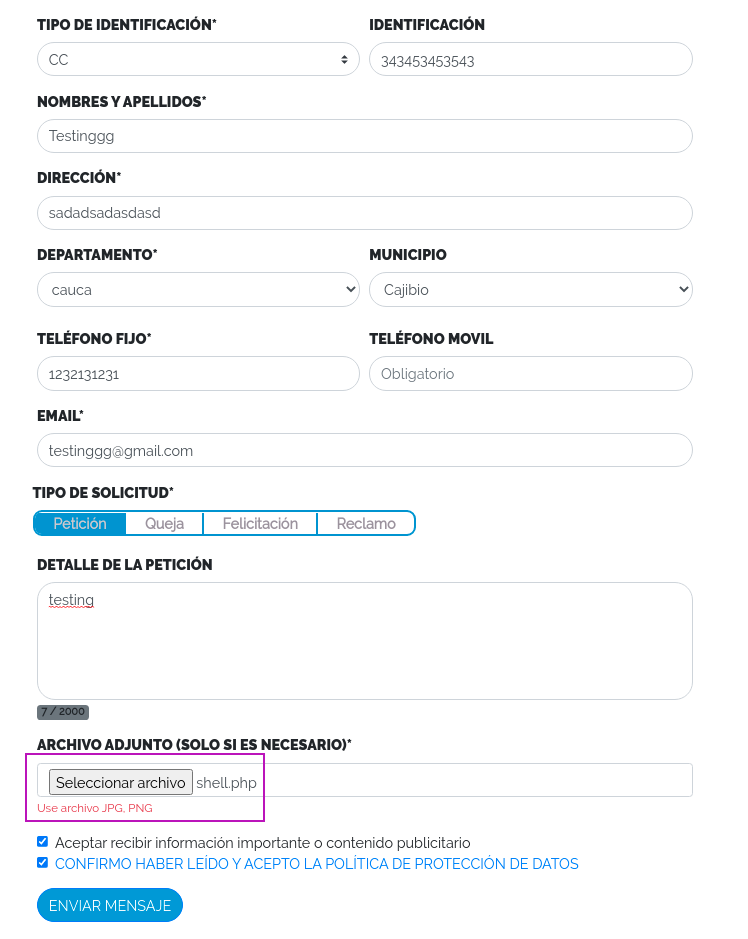 TIPO DE IDENTIFICACIÓN* IDENTIFICACIÓN
CC 343453453543
NOMBRES Y APELLIDOS*
Testinggg
DIRECCIÓN*
sadadsadasdasd
DEPARTAMENTO* MUNICIPIO
cauca Cajibio
TELÉFONO FIJO* TELÉFONO MOVIL
1232131231 Obligatorio
EMAIL*
testinggg@gmail.com
TIPO DE SOLICITUD*
Petición Queja Felicitación Reclamo
DETALLE DE LA PETICIÓN
testing
7 / 2000
ARCHIVO ADJUNTO (SOLO SI ES NECESARIO)*
Seleccionar archivo shell.php
Use archivo JPG, PNG
Aceptar recibir información importante o contenido publicitario
CONFIRMO HABER LEÍDO Y ACEPTO LA POLÍTICA DE PROTECCIÓN DE DATOS
ENVIAR MENSAJE